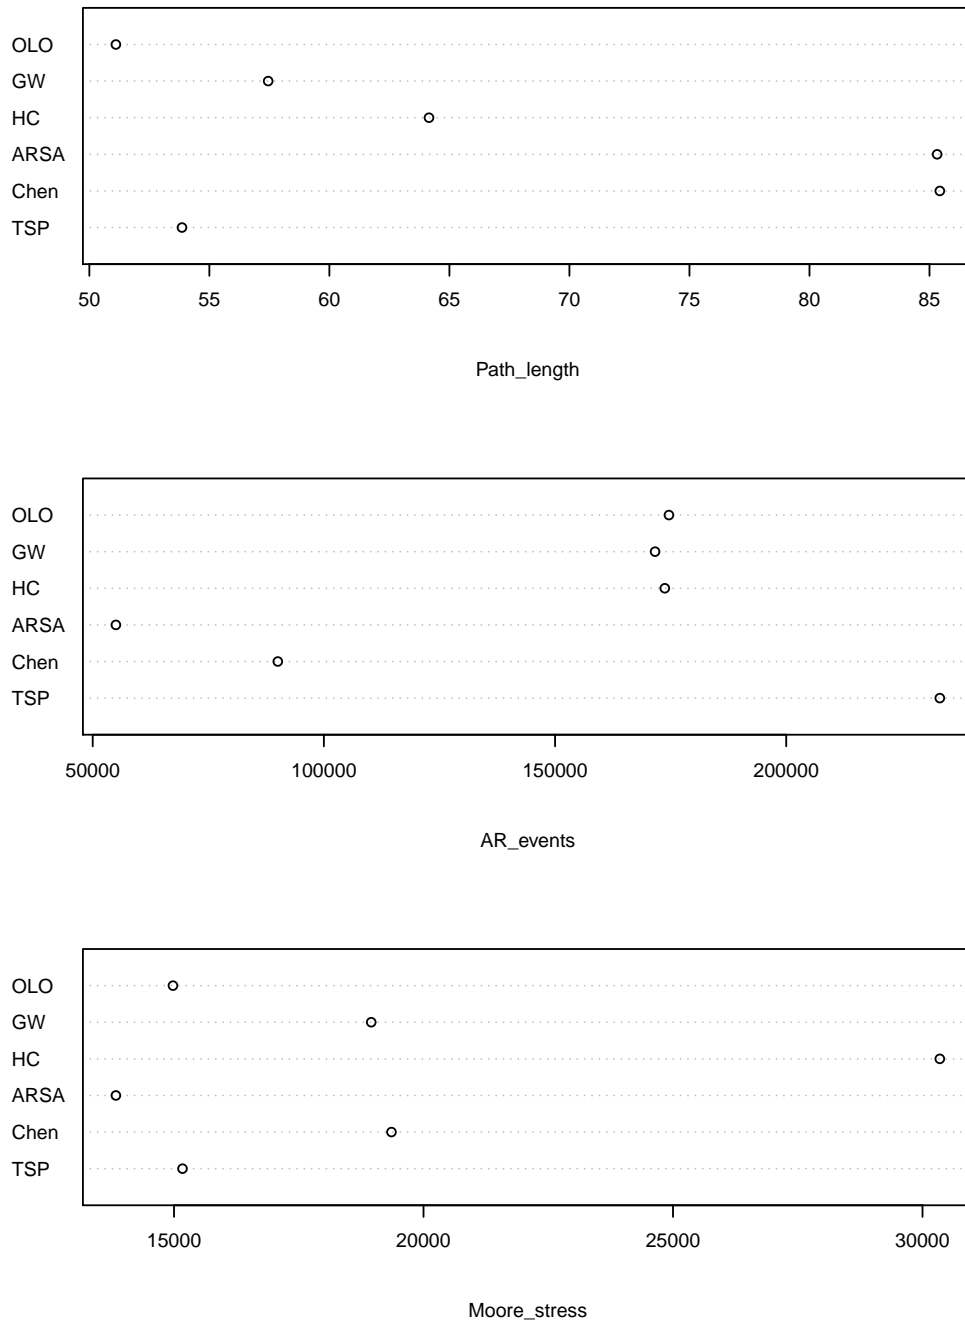 OLO
GW
HC
ARSA
Chen
TSP
50 55 60 65 70 75 80 85
Path_length
OLO
GW
HC
ARSA
Chen
TSP
50000 100000 150000 200000
AR_events
OLO
GW
HC
ARSA
Chen
TSP
15000 20000 25000 30000
Moore_stress